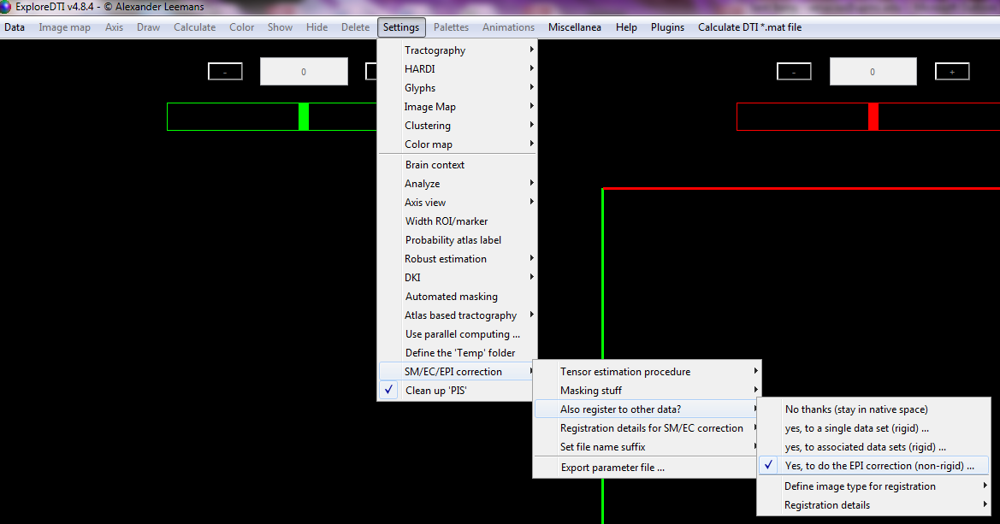 ExploreDTI v4.8.4 - © Alexander Leemans
Data Image map Axis Draw Calculate Color Show Hide Delete Settings Palettes Animations Miscellanea Help Plugins Calculate DTI *.mat file
- 0 - 0 +
Tractography
HARDI
Glyphs
Image Map
Clustering
Color map
Brain context
Analyze
Axis view
Width ROI/marker
Probability atlas label
Robust estimation
DKI
Automated masking
Atlas based tractography
Use parallel computing ...
Define the 'Temp' folder
SM/EC/EPI correction
Clean up 'PIS'
Tensor estimation procedure
Masking stuff
Also register to other data?
Registration details for SM/EC correction
Set file name suffix
Export parameter file ...
No thanks (stay in native space)
yes, to a single data set (rigid) ...
yes, to associated data sets (rigid) ...
Yes, to do the EPI correction (non-rigid) ...
Define image type for registration
Registration details